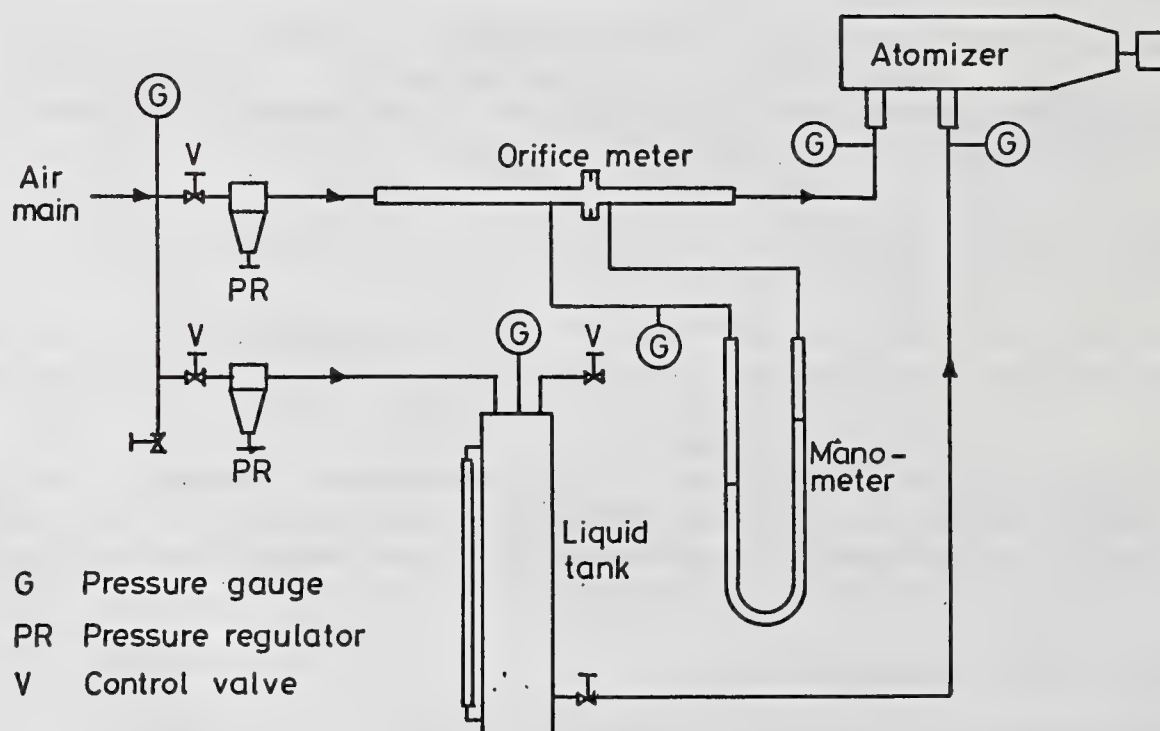 Atomizer
G
V
Orifice meter
G
G
Air
main
PR
V
G
G
PR
Mano-
meter
Liquid
tank
G Pressure gauge
PR Pressure regulator
V Control valve
V